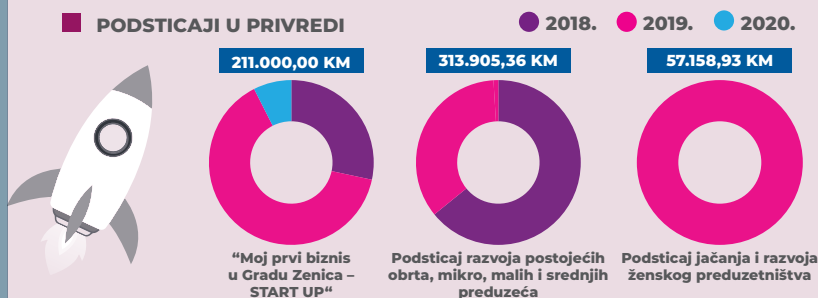 PODSTICAJI U PRIVREDI
2018. 2019. 2020.
211.000,00 KM
313.905,36 KM
57.158,93 KM
“Moj prvi biznis
u Gradu Zenica –
START UP“
Podsticaj razvoja postojećih
obrta, mikro, malih i srednjih
preduzeća
Podsticaj jačanja i razvoja
ženskog preduzetništva